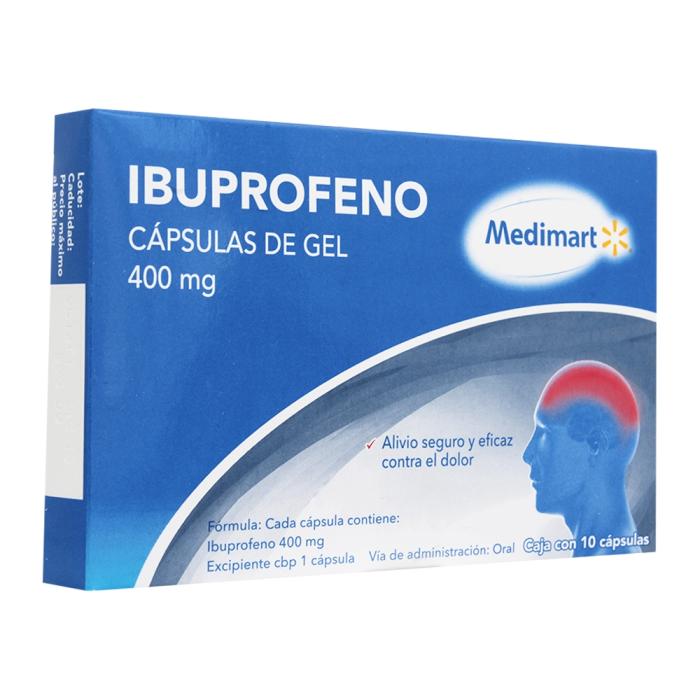 IBUPROFENO
CÁPSULAS DE GEL
400 mg
Medimart
Alivio seguro y eficaz
contra el dolor
Fórmula: Cada cápsula contiene:
Ibuprofeno 400 mg
Excipiente cbp 1 cápsula
Vía de administración: Oral
Caja con 10 cápsulas
Lote:
Caducidad:
Precio máximo
al público: